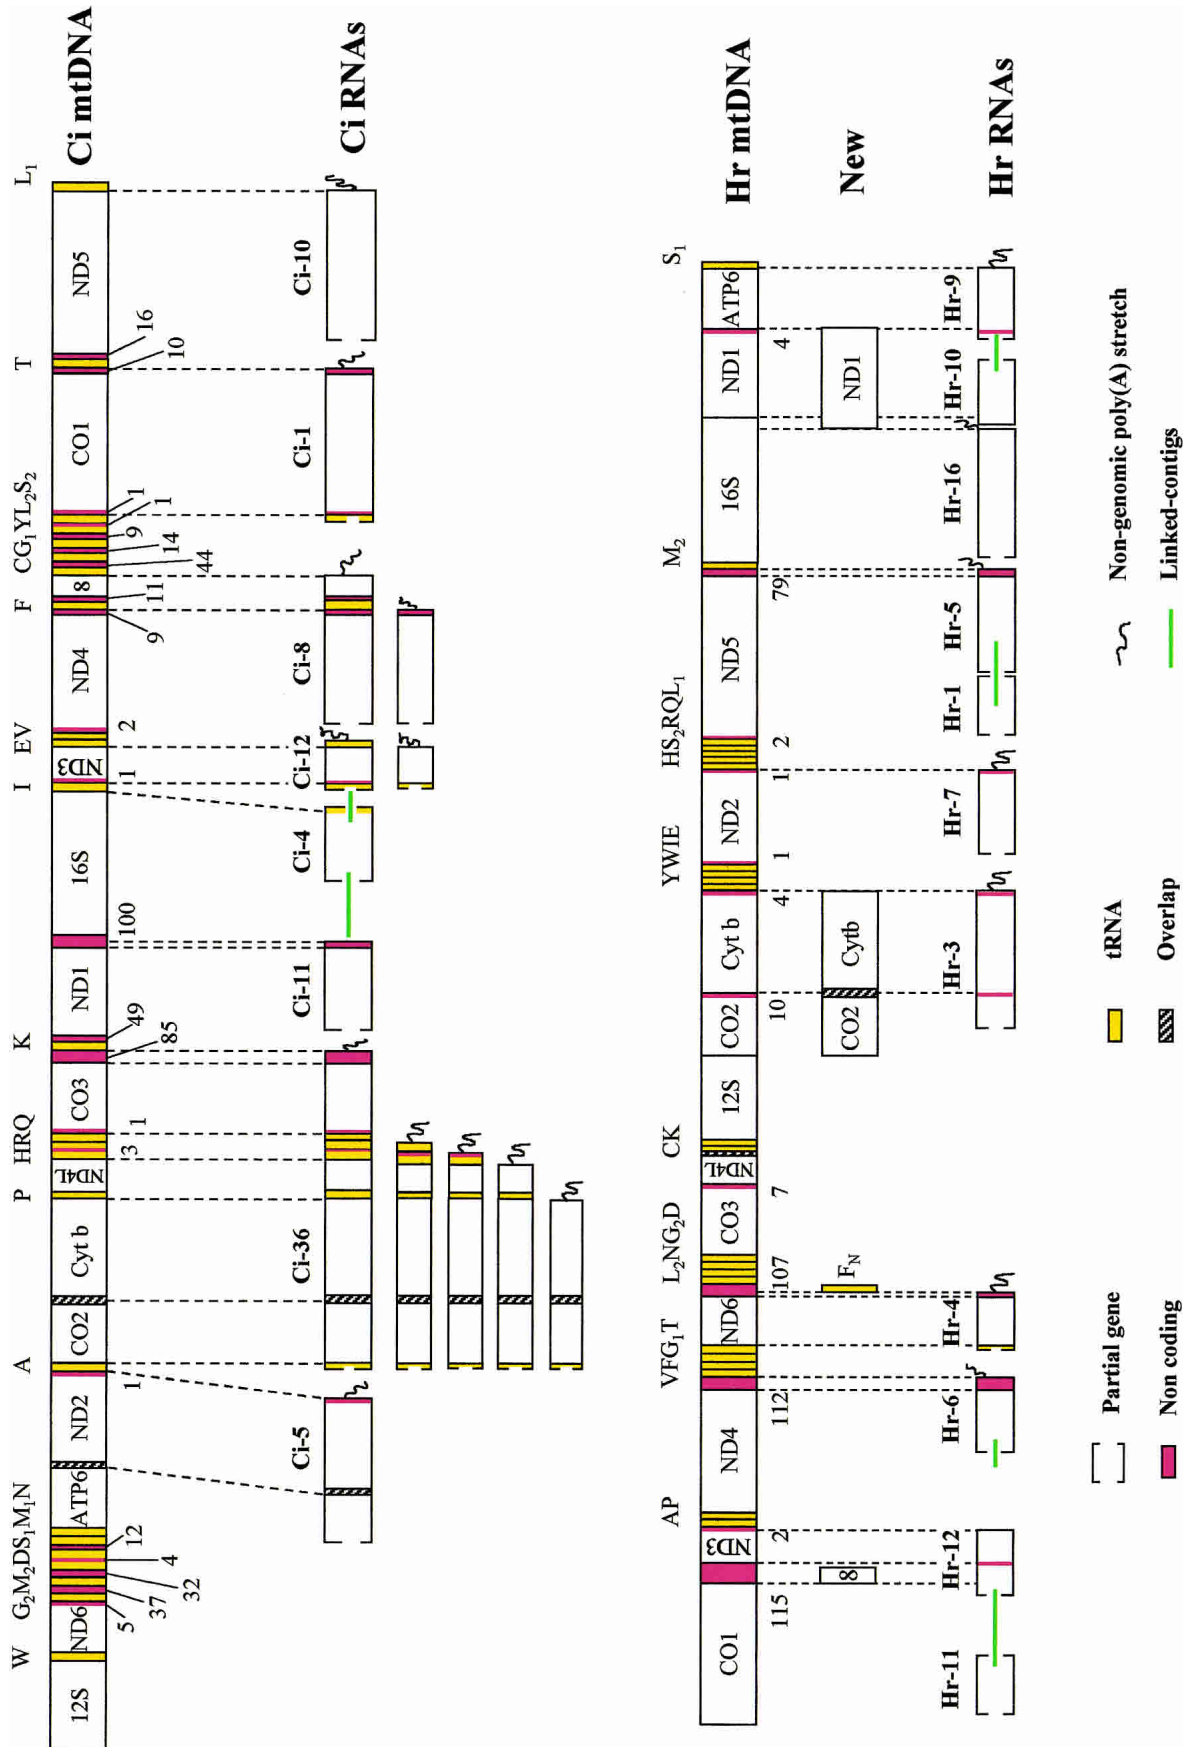 W G₂M₂DS₁M₁N A P HRQ K I EV F CG₁YL₂S₂ T L₁
12S ND6 ATP6 ND2 CO2 Cyt b ND4L CO3 ND1 16S ND3 ND4 8 CO1 ND5 Ci mtDNA
5 37 32 4 12 1 3 1 85 49 100 1 2 9 11 44 14 9 1 1 10 16
Ci-5 Ci-36 Ci-11 Ci-4 Ci-12 Ci-8 Ci-1 Ci-10 Ci RNAs
AP VFG₁T L₂NG₂D CK YWIE HS₂RQL₁ M₂ S₁
CO1 ND3 ND4 ND6 CO3 ND4L 12S CO2 Cyt b ND2 ND5 16S ND1 ATP6 Hr mtDNA
115 2 112 107 7 10 4 1 1 2 79 4
8 F_N CO2 Cytb ND1 New
Hr-11 Hr-12 Hr-6 Hr-4 Hr-3 Hr-7 Hr-1 Hr-5 Hr-16 Hr-10 Hr-9 Hr RNAs
Partial gene tRNA Non-genomic poly(A) stretch
Non coding Overlap Linked-contigs